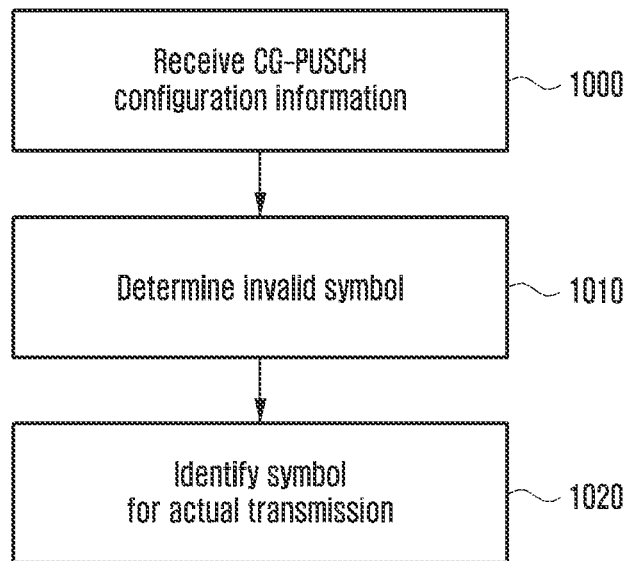 Receive CG-PUSCH
configuration information
1000
Determine invalid symbol
1010
Identify symbol
for actual transmission
1020